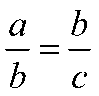 a/b = b/c